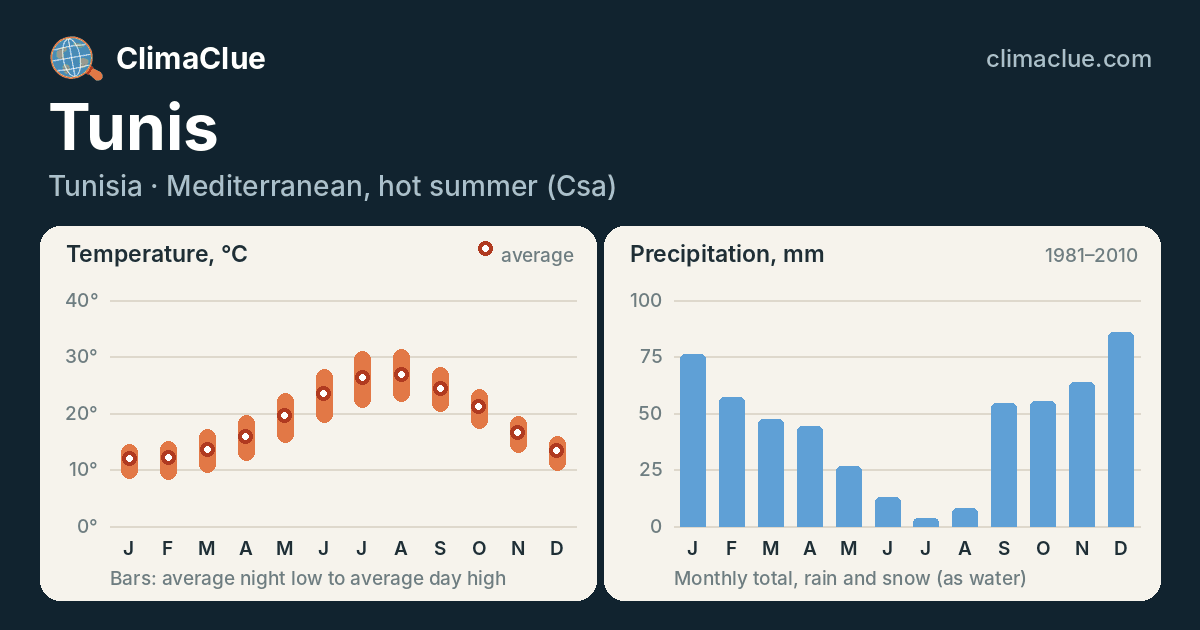 ClimaClue
climaclue.com
Tunis
Tunisia · Mediterranean, hot summer (Csa)
Temperature, °C
average
40°
30°
20°
10°
0°
J F M A M J J A S O N D
Bars: average night low to average day high
Precipitation, mm
1981–2010
100
75
50
25
0
J F M A M J J A S O N D
Monthly total, rain and snow (as water)